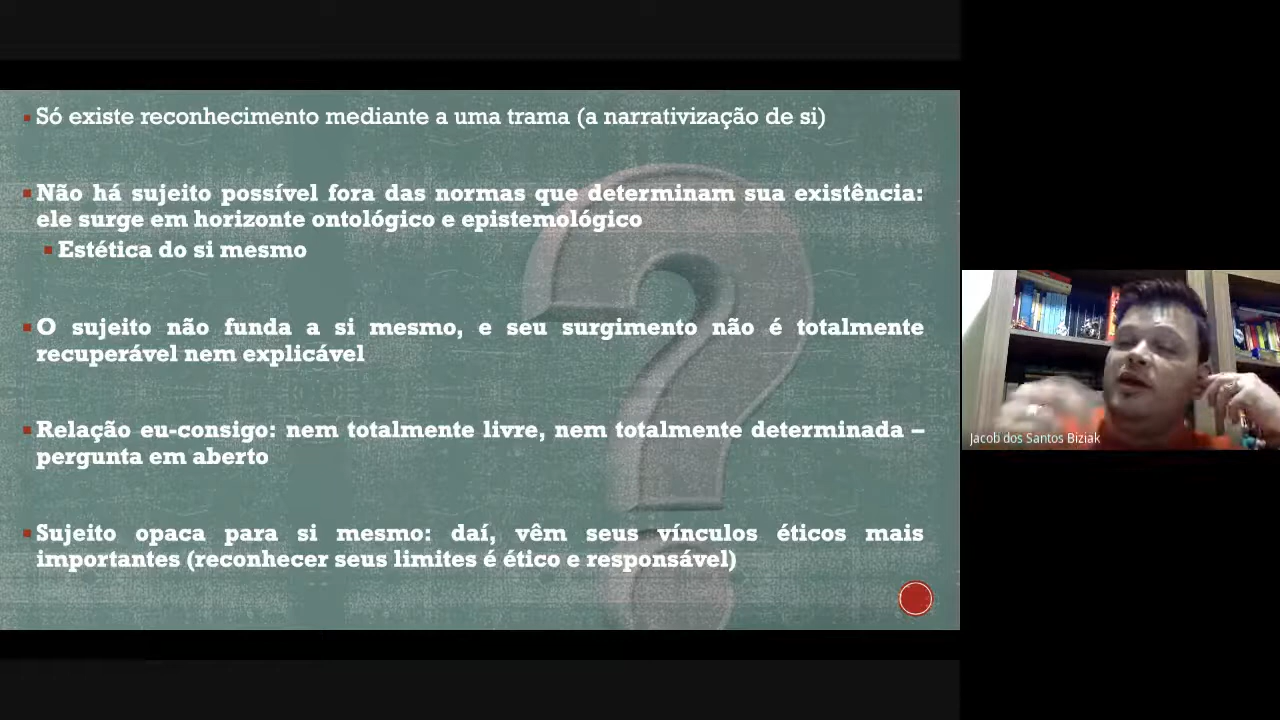 Só existe reconhecimento mediante a uma trama (a narrativização de si)
Não há sujeito possível fora das normas que determinam sua existência:
ele surge em horizonte ontológico e epistemológico
Estética do si mesmo
O sujeito não funda a si mesmo, e seu surgimento não é totalmente
recuperável nem explicável
Relação eu-consigo: nem totalmente livre, nem totalmente determinada –
pergunta em aberto
Sujeito opaca para si mesmo: daí, vêm seus vínculos éticos mais
importantes (reconhecer seus limites é ético e responsável)
Jacob dos Santos Biziak